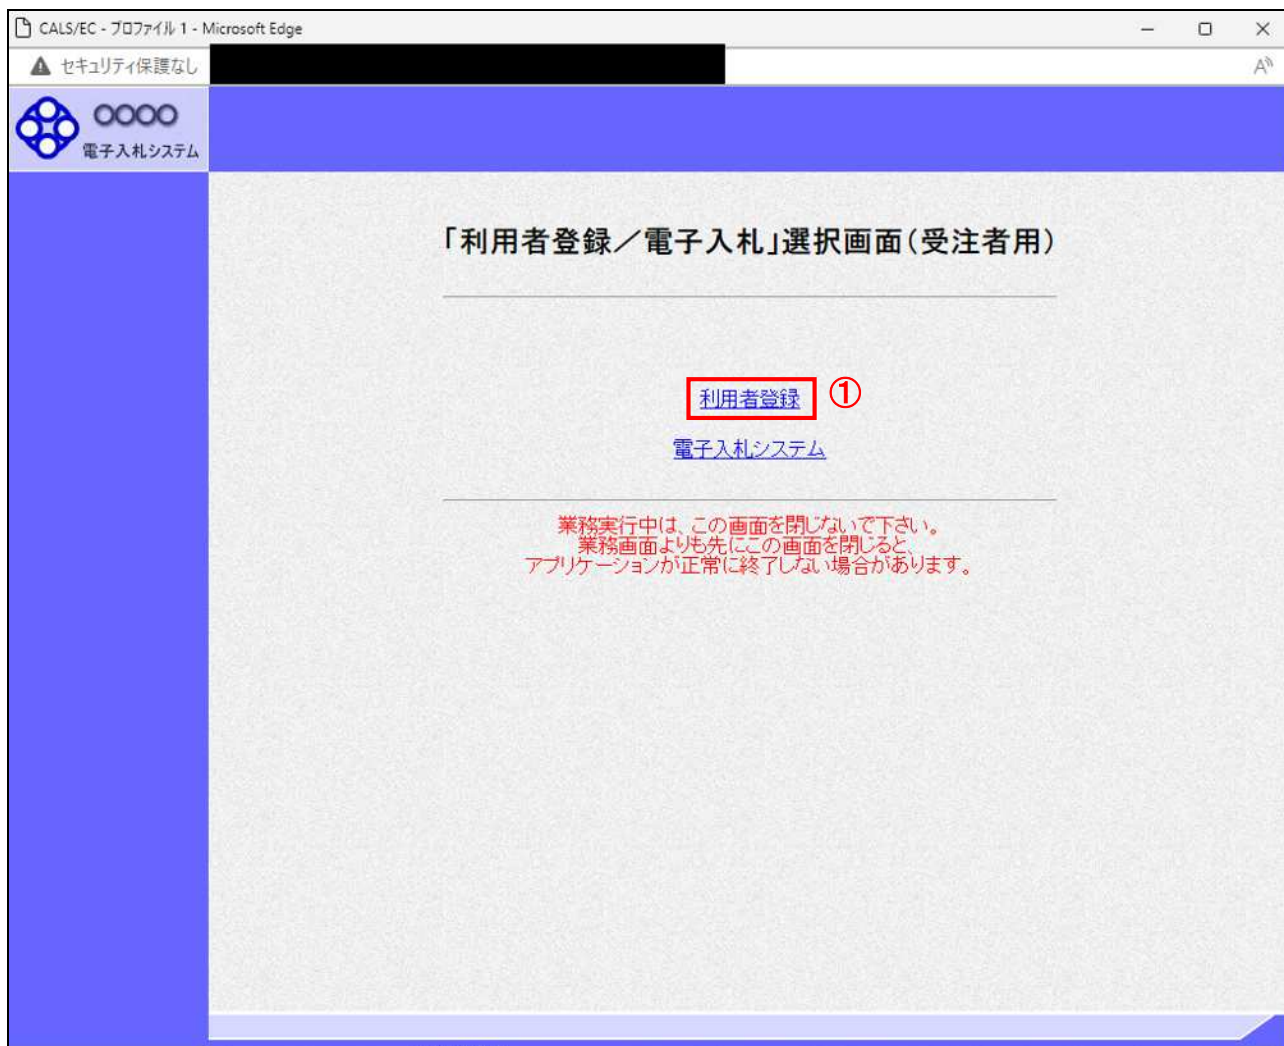 CALS/EC - プロファイル 1 - Microsoft Edge
セキュリティ保護なし
○○○○
電子入札システム
「利用者登録／電子入札」選択画面(受注者用)
利用者登録 ①
電子入札システム
業務実行中は、この画面を閉じないで下さい。
業務画面よりも先にこの画面を閉じると、
アプリケーションが正常に終了しない場合があります。